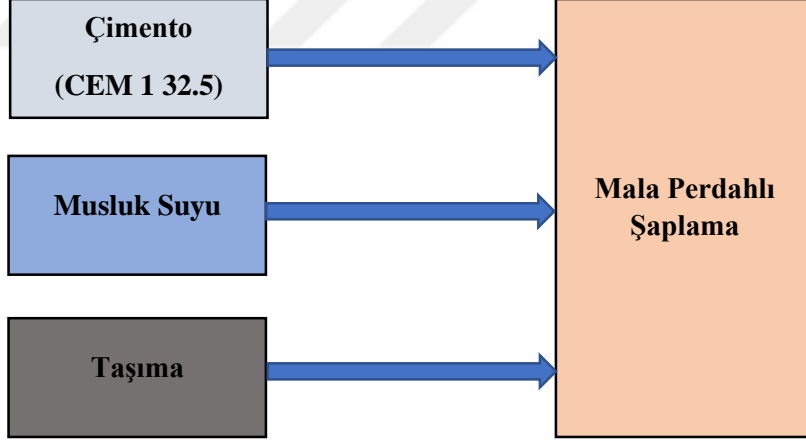 Çimento
(CEM 1 32.5)
Musluk Suyu
Taşıma
Mala Perdahlı
Şaplama